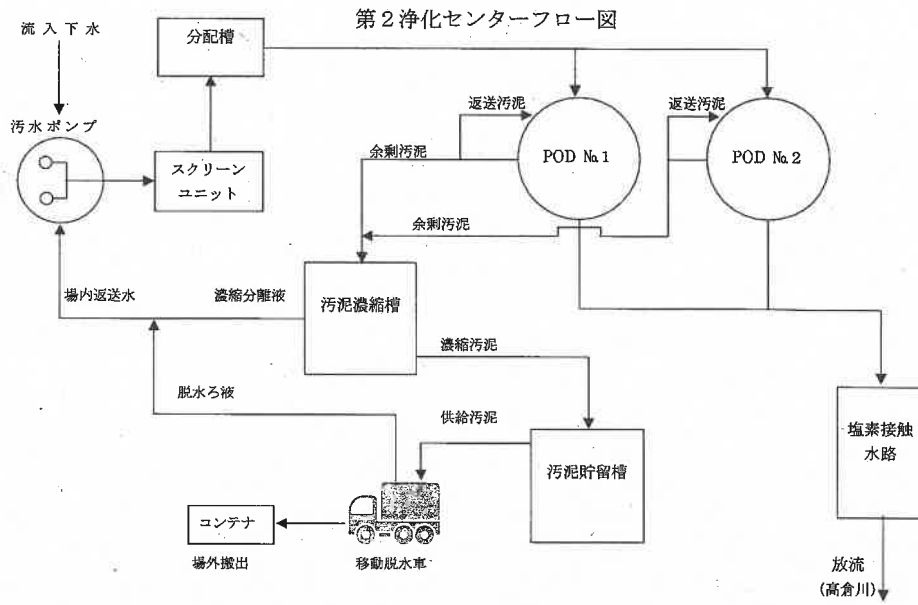 第２浄化センターフロー図
流入下水
分配槽
汚水ポンプ
返送汚泥
返送汚泥
POD №1
POD №2
余剰汚泥
スクリーン
ユニット
余剰汚泥
場内返送水
濃縮分離液
汚泥濃縮槽
濃縮汚泥
脱水ろ液
供給汚泥
塩素接触
水路
汚泥貯留槽
コンテナ
場外搬出
移動脱水車
放流
(高倉川)